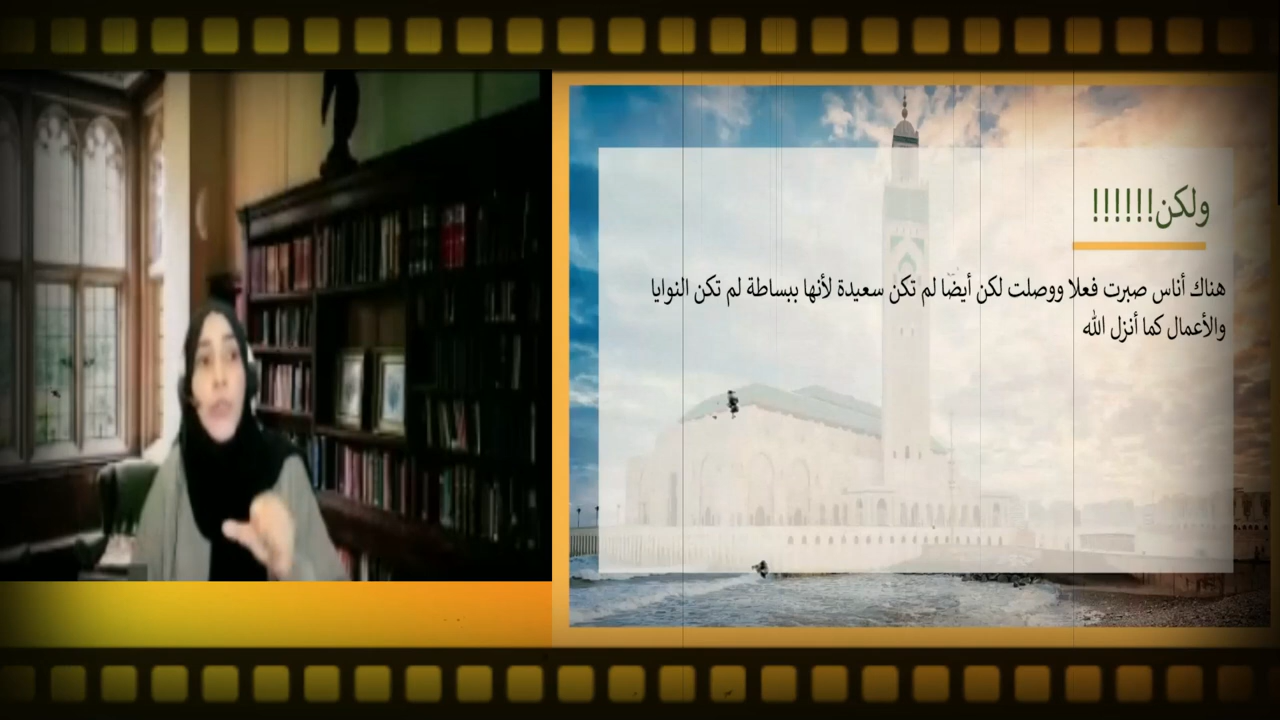 ولكن!!!!!!
هناك أناس صبرت فعلا ووصلت لكن أيضًا لم تكن سعيدة لأنها ببساطة لم تكن النوايا
والأعمال كما أنزل الله